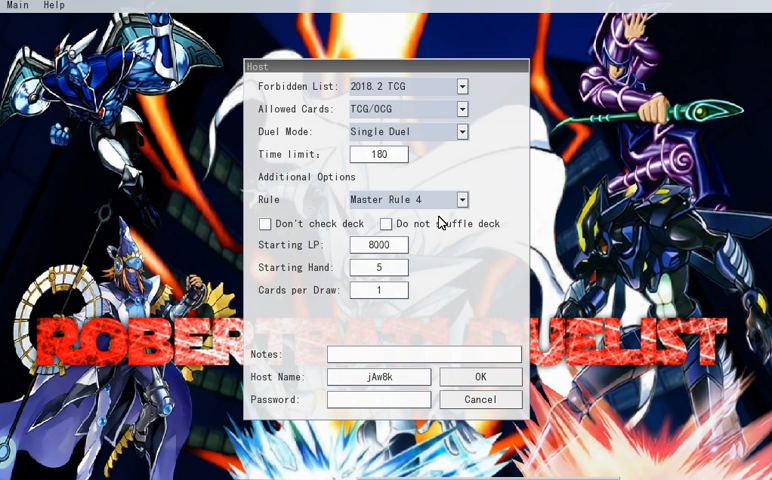 Main Help
Host
Forbidden List: 2018.2 TCG
Allowed Cards: TCG/OCG
Duel Mode: Single Duel
Time limit: 180
Additional Options
Rule Master Rule 4
Don't check deck Do not shuffle deck
Starting LP: 8000
Starting Hand: 5
Cards per Draw: 1
DUELIST
Notes:
Host Name: jAw8k OK
Password: Cancel